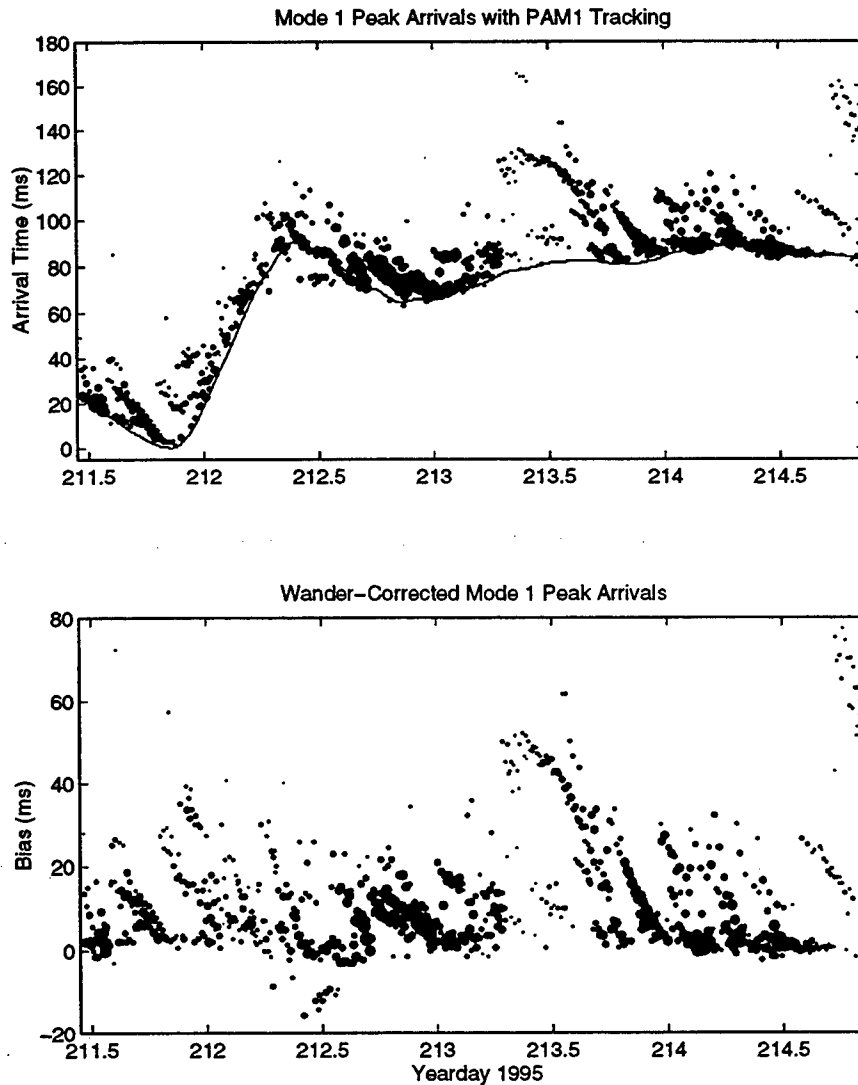 Mode 1 Peak Arrivals with PAM1 Tracking
180
160
140
120
100
80
60
40
20
0
Arrival Time (ms)
211.5 212 212.5 213 213.5 214 214.5
Wander-Corrected Mode 1 Peak Arrivals
80
60
40
20
0
-20
Bias (ms)
211.5 212 212.5 213 213.5 214 214.5
Yearday 1995